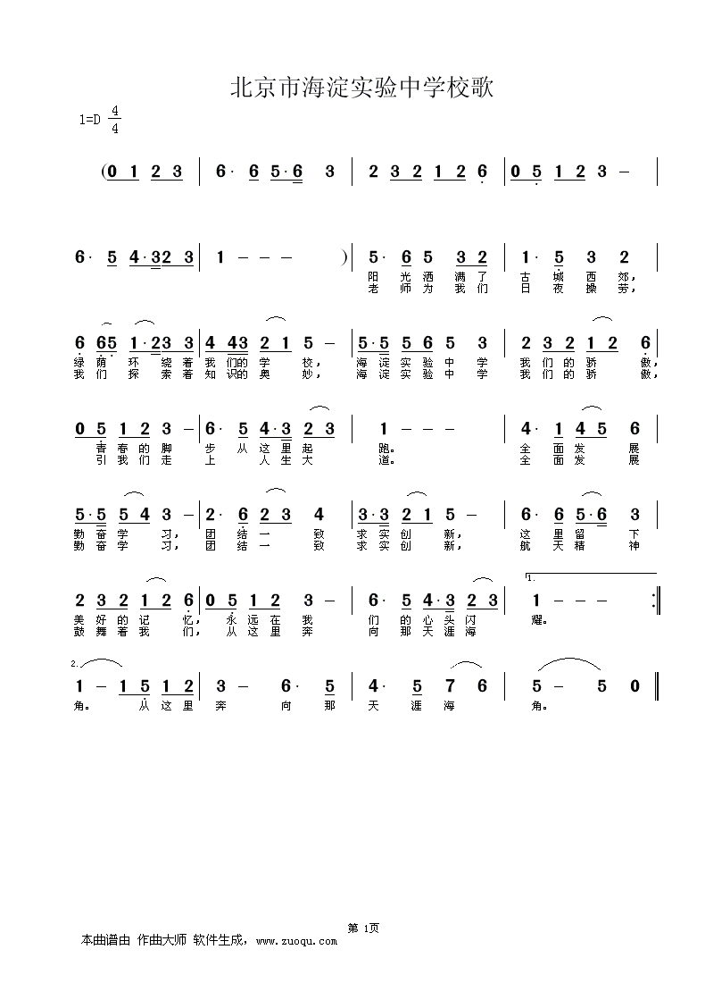 北京市海淀实验中学校歌
1=D 4/4
(0 1 2 3 | 6· 6 5·6 3 | 2 3 2 1 2 6 | 0 5 1 2 3 － |
6· 5 4·3 2 3 | 1 － － － ) | 5· 6 5 3 2 | 1· 5 3 2 |
阳 光 洒 满 了 古 城 西 郊，
老 师 为 我 们 日 夜 操 劳，
6 6 5 1·2 3 3 | 4 4 3 2 1 5 － | 5·5 5 6 5 3 | 2 3 2 1 2 6 |
绿 荫 环 绕 着 我 们 的 学 校， 海 淀 实 验 中 学 我 们 的 骄 傲，
我 们 探 索 着 知 识 的 奥 妙， 海 淀 实 验 中 学 我 们 的 骄 傲，
0 5 1 2 3 － | 6· 5 4·3 2 3 | 1 － － － | 4· 1 4 5 6 |
青 春 的 脚 步 从 这 里 起 跑。 全 面 发 展
引 我 们 走 上 人 生 大 道。 全 面 发 展
5·5 5 4 3 － | 2· 6 2 3 4 | 3·3 2 1 5 － | 6· 6 5·6 3 |
勤 奋 学 习， 团 结 一 致 求 实 创 新， 这 里 留 下
勤 奋 学 习， 团 结 一 致 求 实 创 新， 航 天 精 神
1.
2 3 2 1 2 6 | 0 5 1 2 3 － | 6· 5 4·3 2 3 | 1 － － － :‖
美 好 的 记 忆， 永 远 在 我 们 的 心 头 闪 耀。
鼓 舞 着 我 们， 从 这 里 奔 向 那 天 涯 海
2.
1 － 1 5 1 2 | 3 － 6· 5 | 4· 5 7 6 | 5 － 5 0 ‖
角。 从 这 里 奔 向 那 天 涯 海 角。
第 1页
本曲谱由 作曲大师 软件生成，www.zuoqu.com